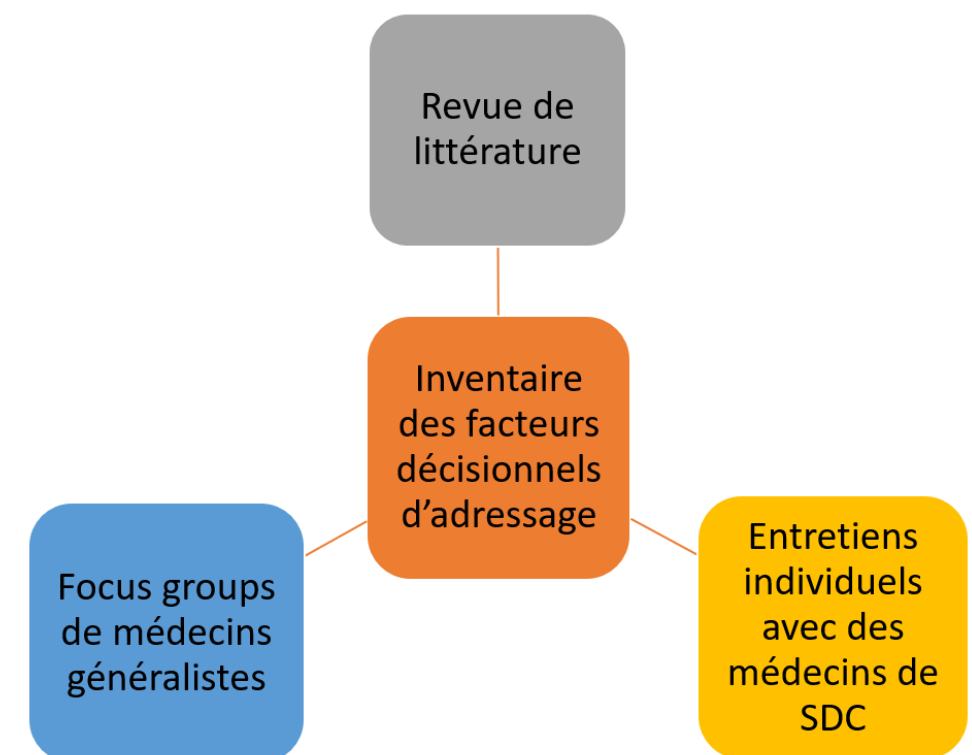 Revue de
littérature
Inventaire
des facteurs
décisionnels
d’adressage
Focus groups
de médecins
généralistes
Entretiens
individuels
avec des
médecins de
SDC